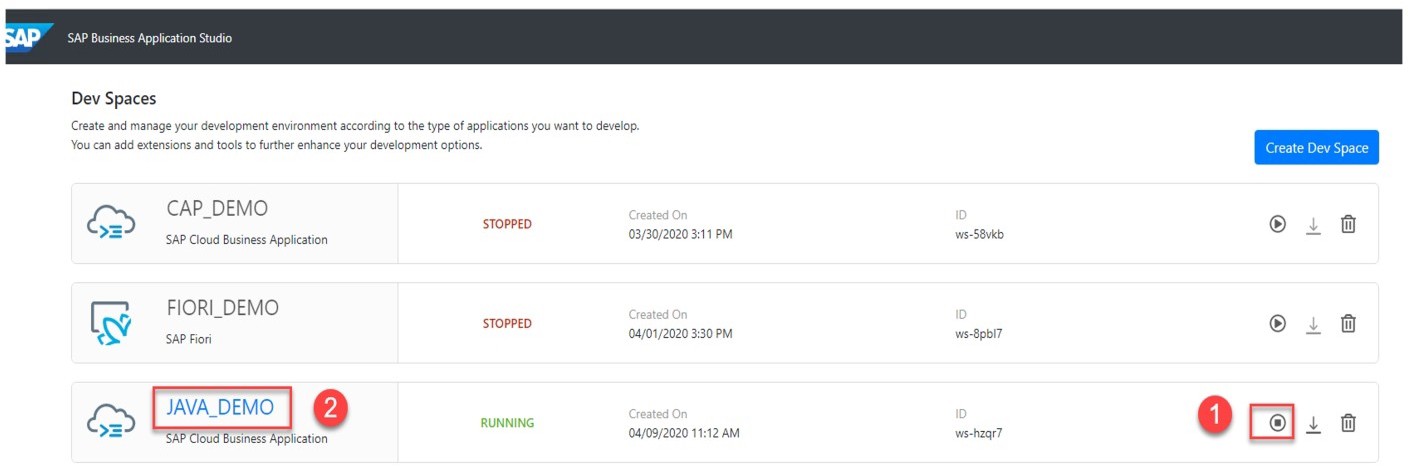 SAP
SAP Business Application Studio
Dev Spaces
Create and manage your development environment according to the type of applications you want to develop.
You can add extensions and tools to further enhance your development options.
Create Dev Space
CAP_DEMO
SAP Cloud Business Application
STOPPED
Created On
03/30/2020 3:11 PM
ID
ws-58vkb
FIORI_DEMO
SAP Fiori
STOPPED
Created On
04/01/2020 3:30 PM
ID
ws-8pbl7
JAVA_DEMO
2
SAP Cloud Business Application
RUNNING
Created On
04/09/2020 11:12 AM
ID
ws-hzqr7
1